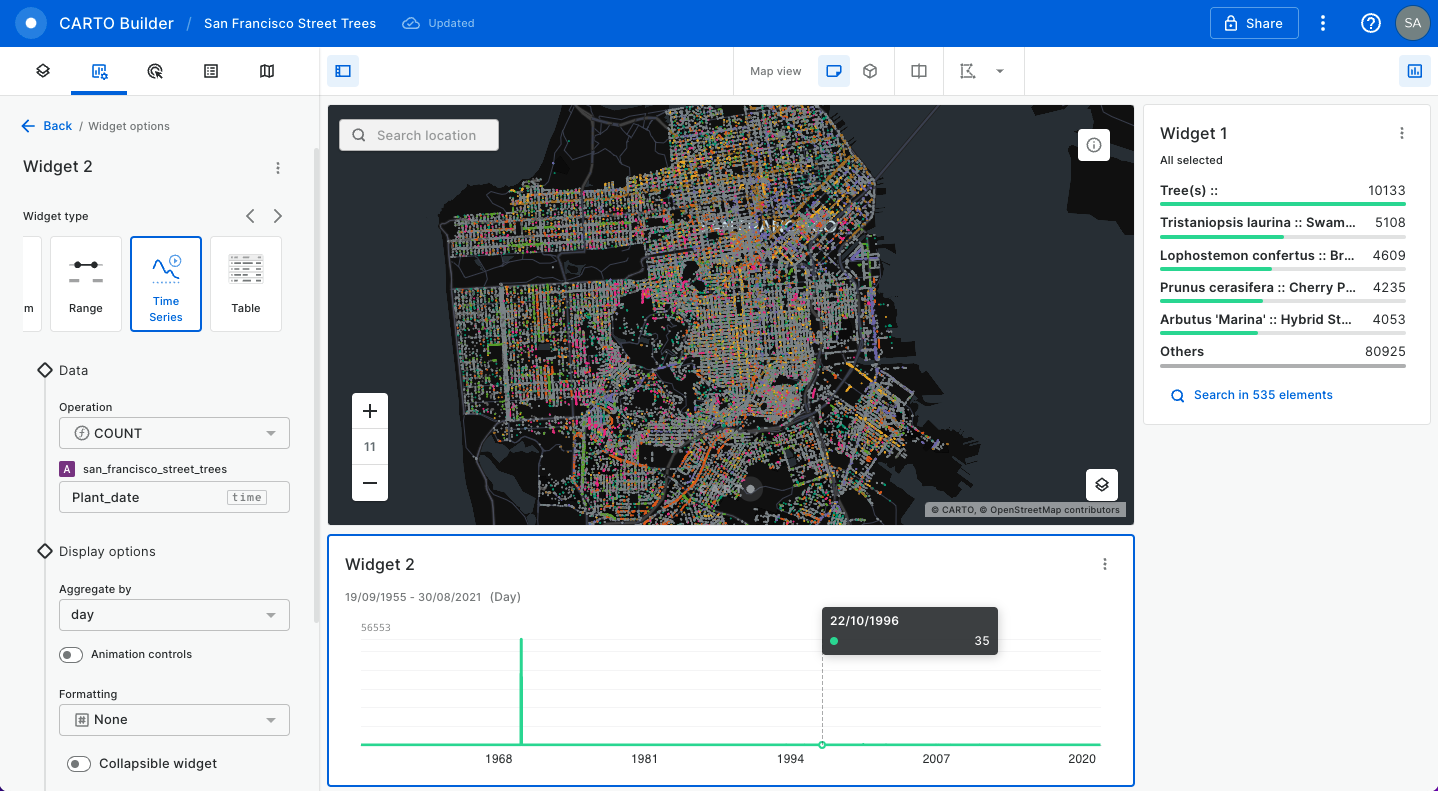 CARTO Builder / San Francisco Street Trees Updated Share SA
Map view
Back / Widget options
Widget 2
Widget type
m Range Time Series Table
Data
Operation
COUNT
A san_francisco_street_trees
Plant_date time
Display options
Aggregate by
day
Animation controls
Formatting
None
Collapsible widget
Search location
11
© CARTO, © OpenStreetMap contributors
Widget 2
19/09/1955 - 30/08/2021 (Day)
56553
22/10/1996
35
1968 1981 1994 2007 2020
Widget 1
All selected
Tree(s) :: 10133
Tristaniopsis laurina :: Swam... 5108
Lophostemon confertus :: Br... 4609
Prunus cerasifera :: Cherry P... 4235
Arbutus 'Marina' :: Hybrid St... 4053
Others 80925
Search in 535 elements